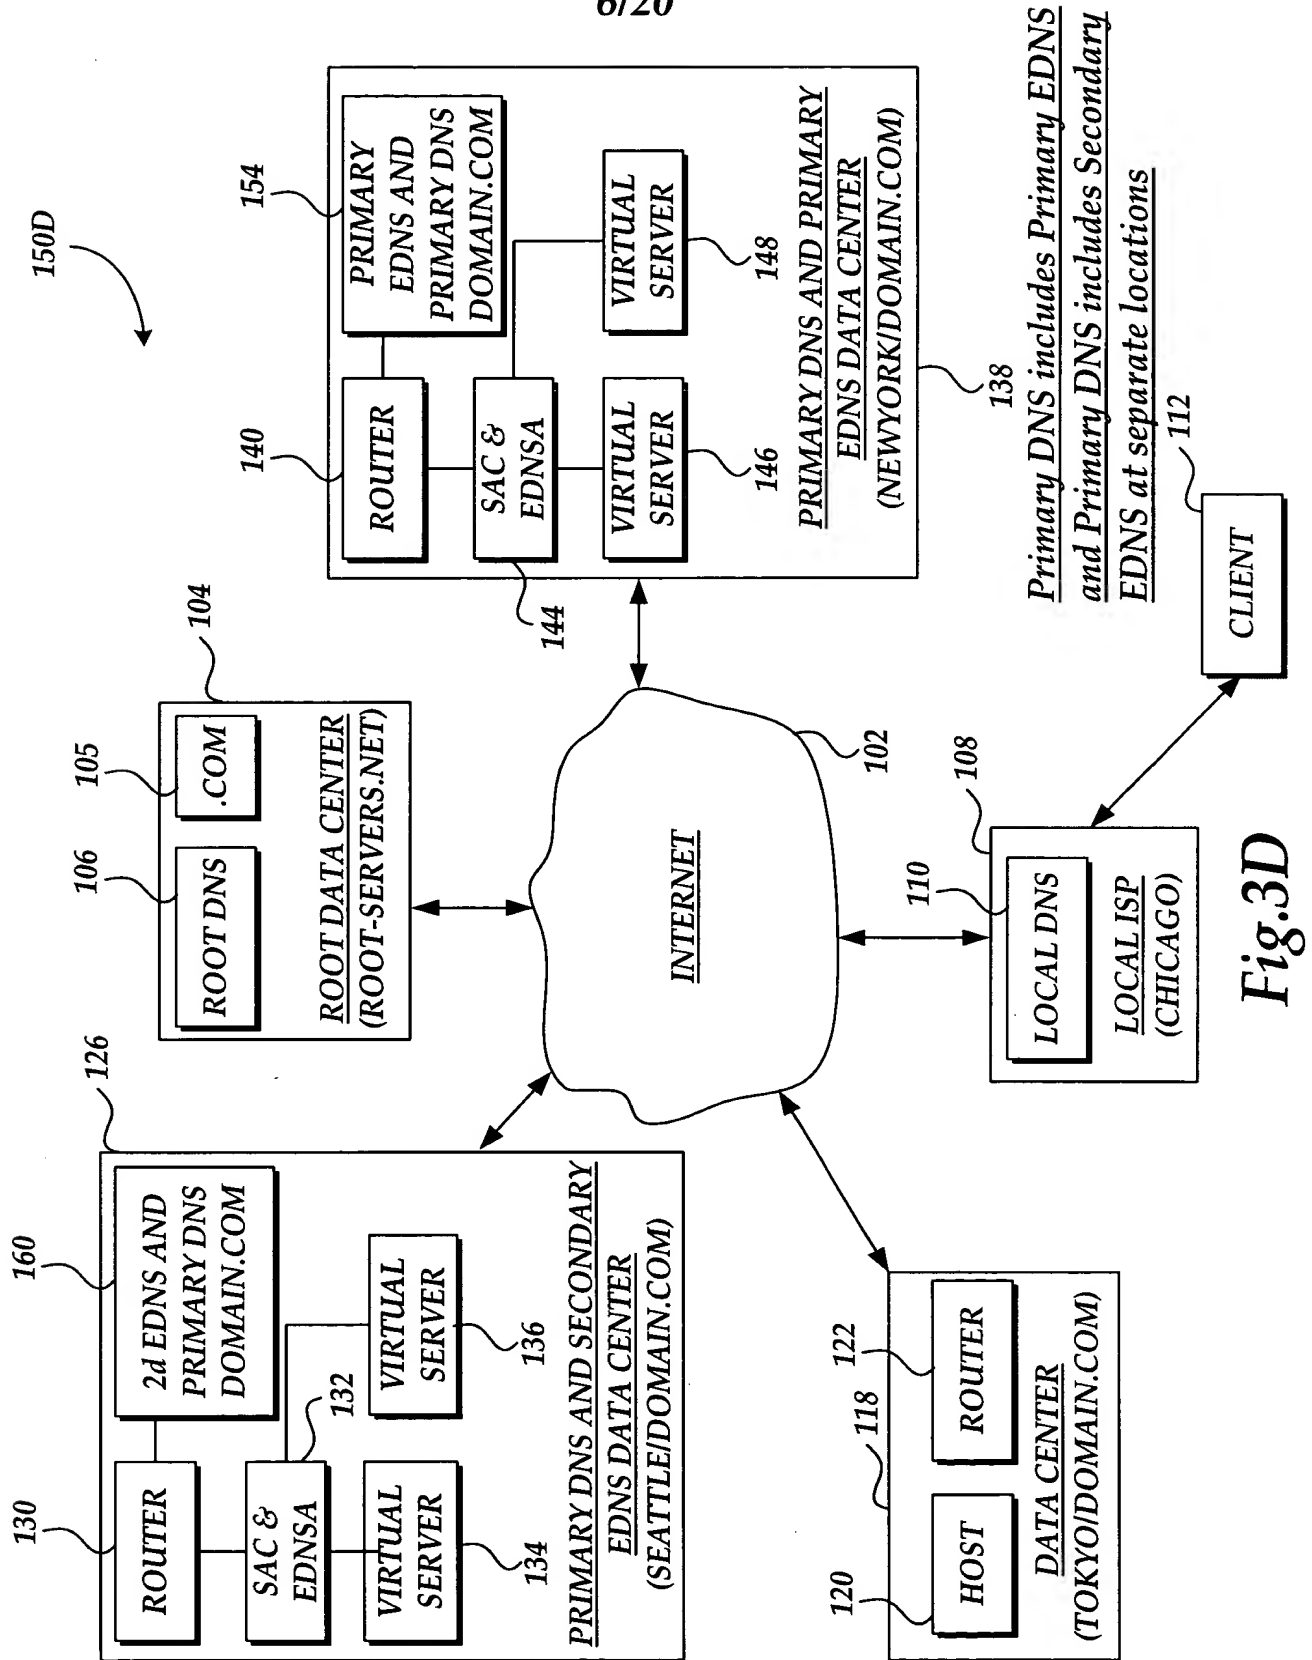 6/20
150D
126
160
2d EDNS AND
PRIMARY DNS
DOMAIN.COM
130
ROUTER
132
SAC &
EDNSA
VIRTUAL
SERVER
136
VIRTUAL
SERVER
134
PRIMARY DNS AND SECONDARY
EDNS DATA CENTER
(SEATTLE/DOMAIN.COM)
104
106
105
ROOT DNS
.COM
ROOT DATA CENTER
(ROOT-SERVERS.NET)
154
PRIMARY
EDNS AND
PRIMARY DNS
DOMAIN.COM
140
ROUTER
144
SAC &
EDNSA
VIRTUAL
SERVER
148
VIRTUAL
SERVER
146
PRIMARY DNS AND PRIMARY
EDNS DATA CENTER
(NEWYORK/DOMAIN.COM)
138
INTERNET
102
118
120
122
HOST
ROUTER
DATA CENTER
(TOKYO/DOMAIN.COM)
108
110
LOCAL DNS
LOCAL ISP
(CHICAGO)
112
CLIENT
Primary DNS includes Primary EDNS
and Primary DNS includes Secondary
EDNS at separate locations
Fig.3D